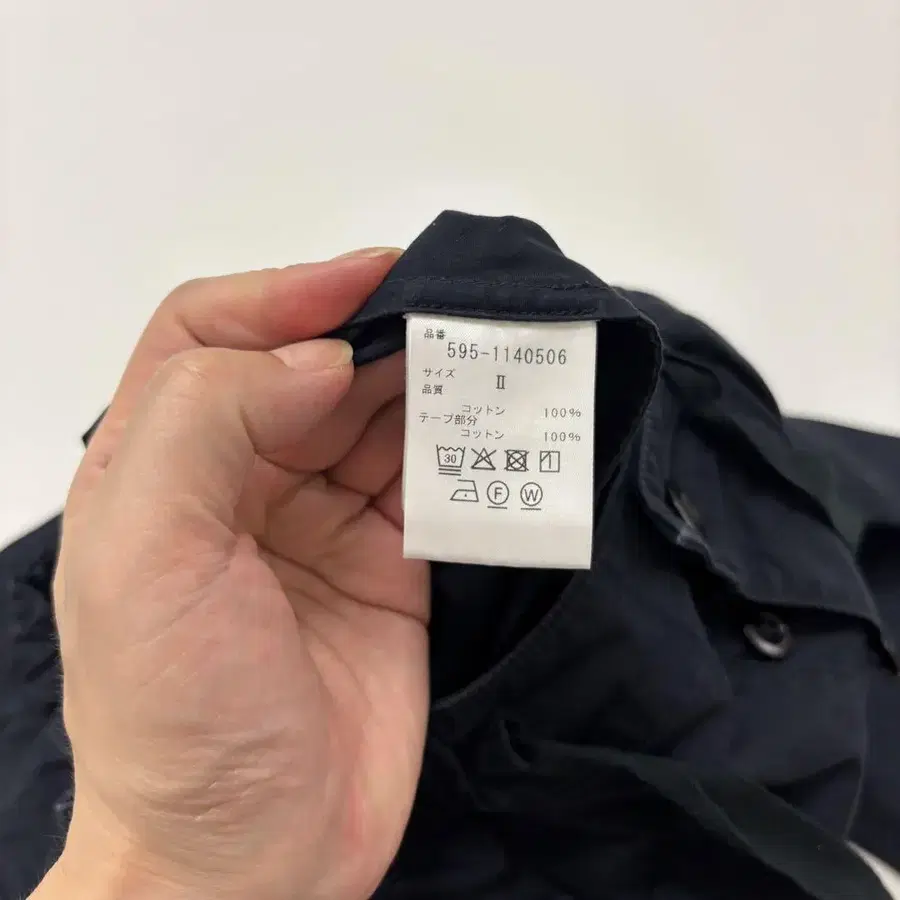 品番
595-1140506
サイズ II
品質
コットン 100%
テープ部分
コットン 100%
30
F W